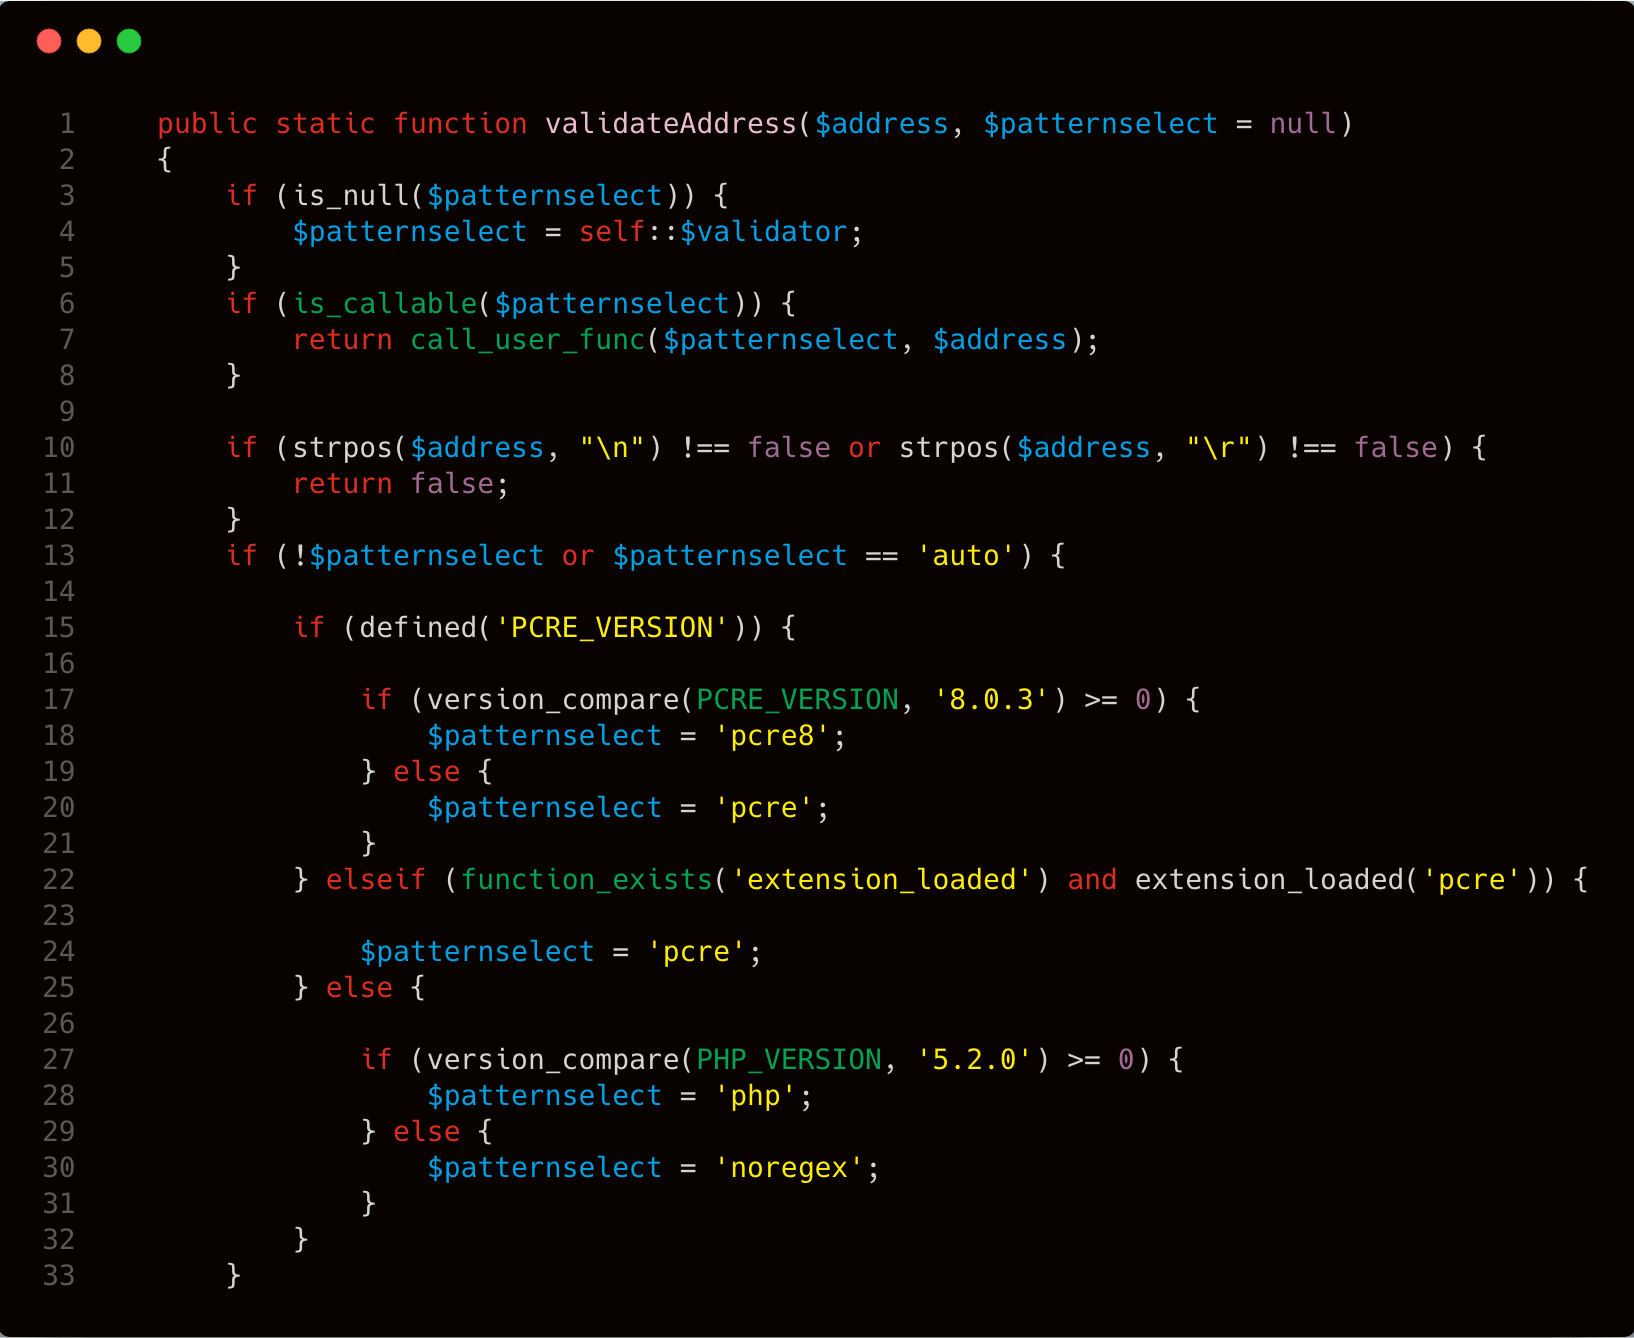 1 public static function validateAddress($address, $patternselect = null)
2 {
3 if (is_null($patternselect)) {
4 $patternselect = self::$validator;
5 }
6 if (is_callable($patternselect)) {
7 return call_user_func($patternselect, $address);
8 }
9
10 if (strpos($address, "\n") !== false or strpos($address, "\r") !== false) {
11 return false;
12 }
13 if (!$patternselect or $patternselect == 'auto') {
14
15 if (defined('PCRE_VERSION')) {
16
17 if (version_compare(PCRE_VERSION, '8.0.3') >= 0) {
18 $patternselect = 'pcre8';
19 } else {
20 $patternselect = 'pcre';
21 }
22 } elseif (function_exists('extension_loaded') and extension_loaded('pcre')) {
23
24 $patternselect = 'pcre';
25 } else {
26
27 if (version_compare(PHP_VERSION, '5.2.0') >= 0) {
28 $patternselect = 'php';
29 } else {
30 $patternselect = 'noregex';
31 }
32 }
33 }